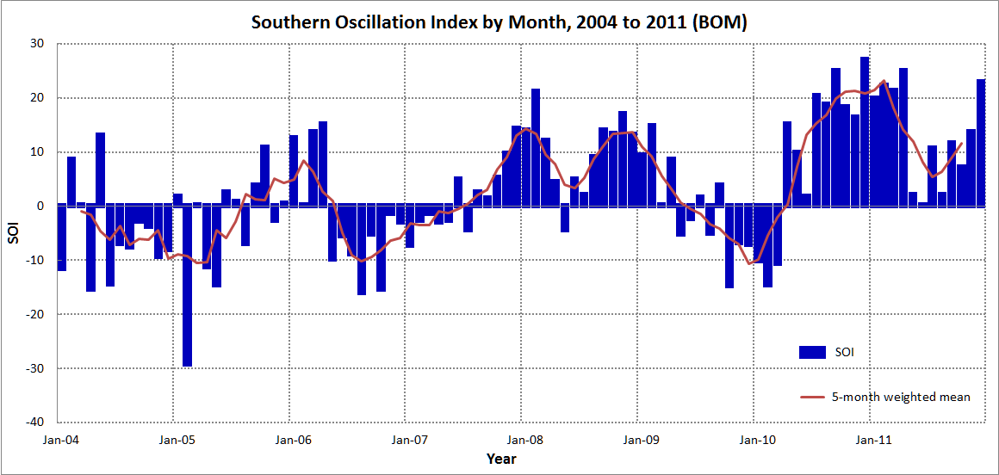 Southern Oscillation Index by Month, 2004 to 2011 (BOM)
30
20
10
0
-10
-20
-30
-40
SOI
SOI
5-month weighted mean
Jan-04 Jan-05 Jan-06 Jan-07 Jan-08 Jan-09 Jan-10 Jan-11
Year